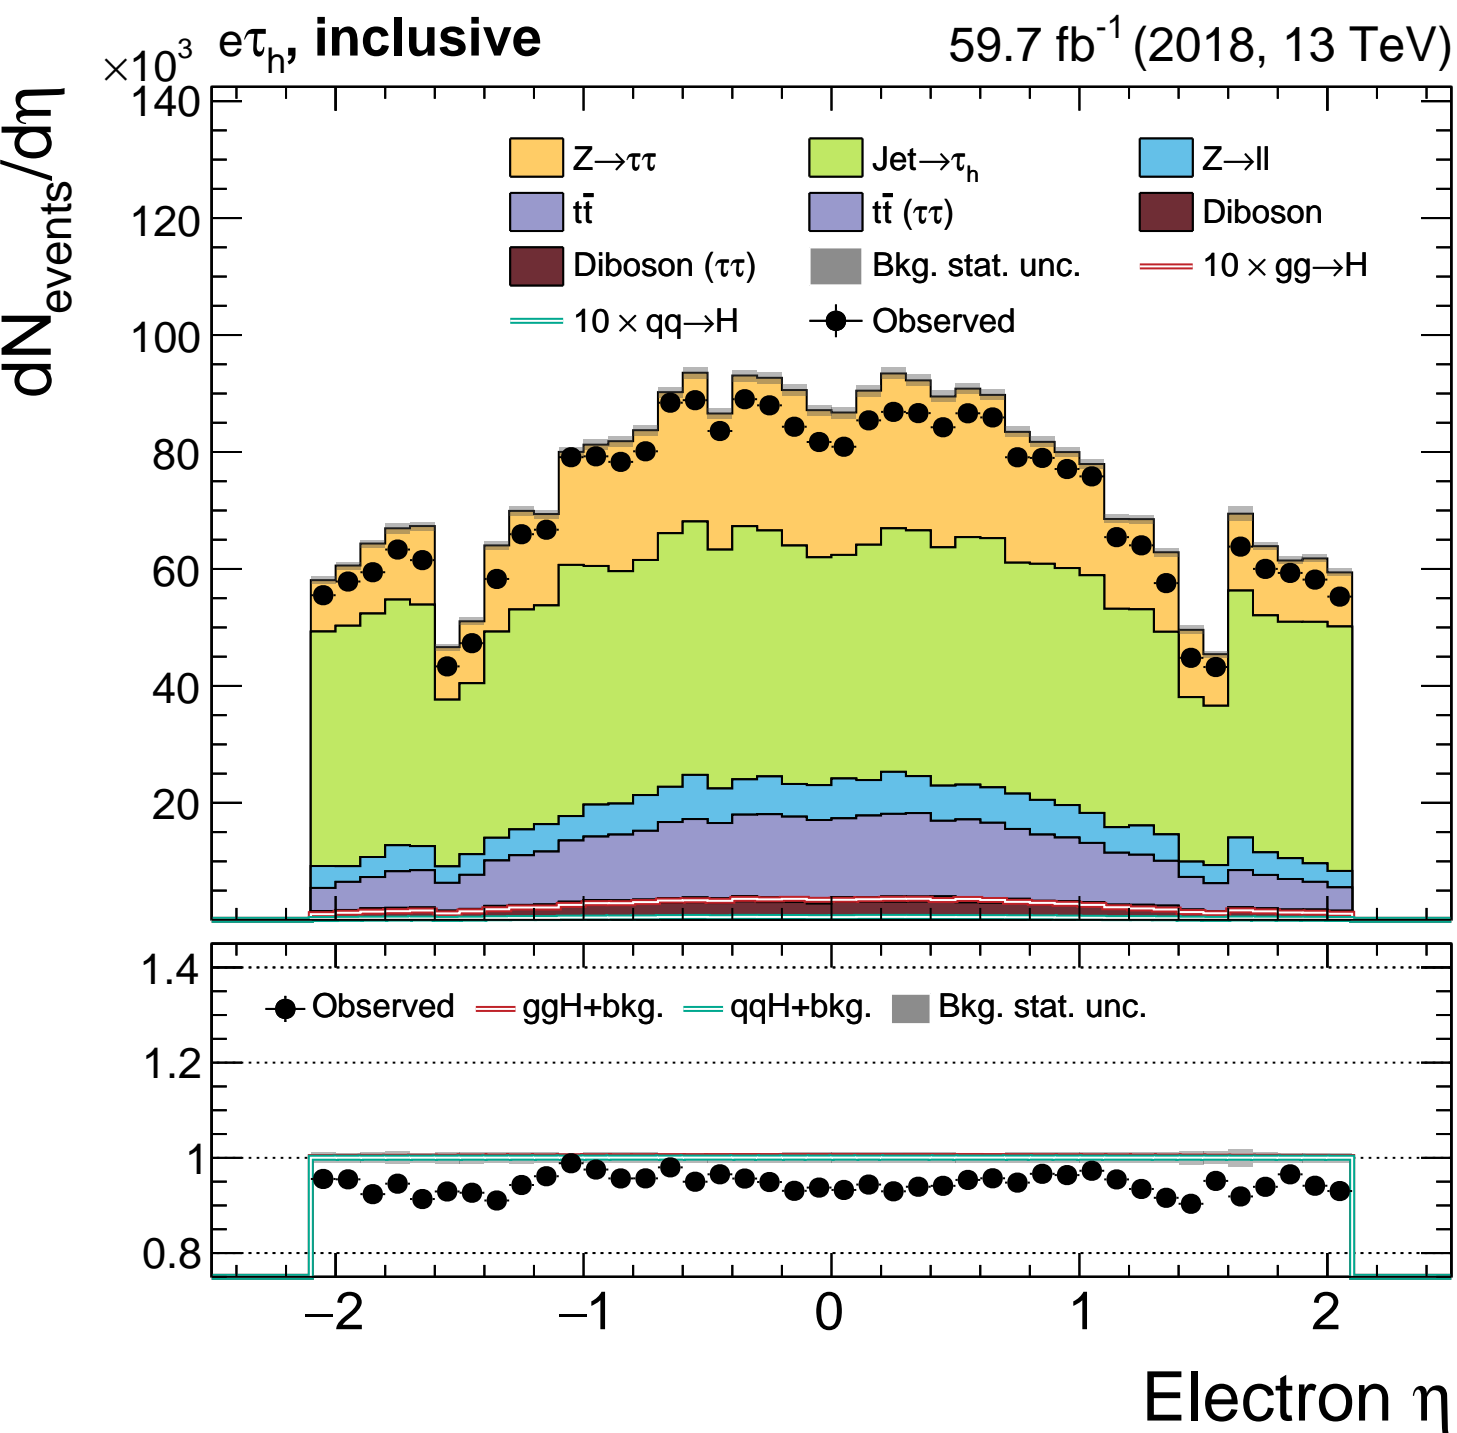 ×10³ eτₕ, inclusive 59.7 fb⁻¹ (2018, 13 TeV)
dN_events/dη
140
120
100
80
60
40
20
Z→ττ Jet→τₕ Z→ll
tt̄ tt̄ (ττ) Diboson
Diboson (ττ) Bkg. stat. unc. 10 × gg→H
10 × qq→H Observed
1.4
1.2
1
0.8
Observed ggH+bkg. qqH+bkg. Bkg. stat. unc.
−2 −1 0 1 2
Electron η